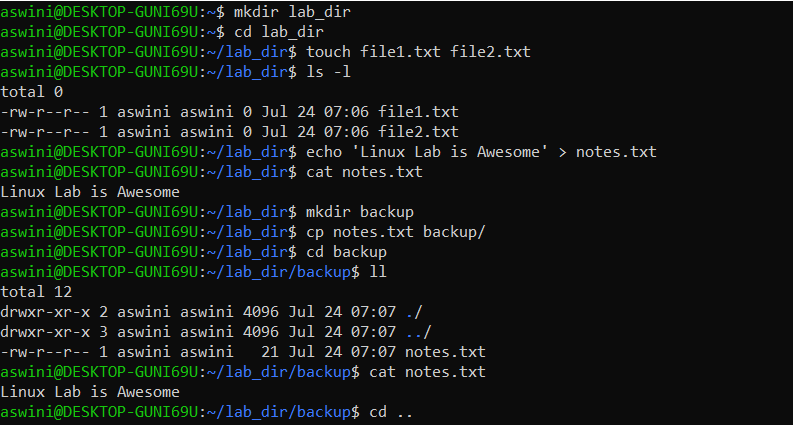 aswini@DESKTOP-GUNI69U:~$ mkdir lab_dir
aswini@DESKTOP-GUNI69U:~$ cd lab_dir
aswini@DESKTOP-GUNI69U:~/lab_dir$ touch file1.txt file2.txt
aswini@DESKTOP-GUNI69U:~/lab_dir$ ls -l
total 0
-rw-r--r-- 1 aswini aswini 0 Jul 24 07:06 file1.txt
-rw-r--r-- 1 aswini aswini 0 Jul 24 07:06 file2.txt
aswini@DESKTOP-GUNI69U:~/lab_dir$ echo 'Linux Lab is Awesome' > notes.txt
aswini@DESKTOP-GUNI69U:~/lab_dir$ cat notes.txt
Linux Lab is Awesome
aswini@DESKTOP-GUNI69U:~/lab_dir$ mkdir backup
aswini@DESKTOP-GUNI69U:~/lab_dir$ cp notes.txt backup/
aswini@DESKTOP-GUNI69U:~/lab_dir$ cd backup
aswini@DESKTOP-GUNI69U:~/lab_dir/backup$ ll
total 12
drwxr-xr-x 2 aswini aswini 4096 Jul 24 07:07 ./
drwxr-xr-x 3 aswini aswini 4096 Jul 24 07:07 ../
-rw-r--r-- 1 aswini aswini   21 Jul 24 07:07 notes.txt
aswini@DESKTOP-GUNI69U:~/lab_dir/backup$ cat notes.txt
Linux Lab is Awesome
aswini@DESKTOP-GUNI69U:~/lab_dir/backup$ cd ..